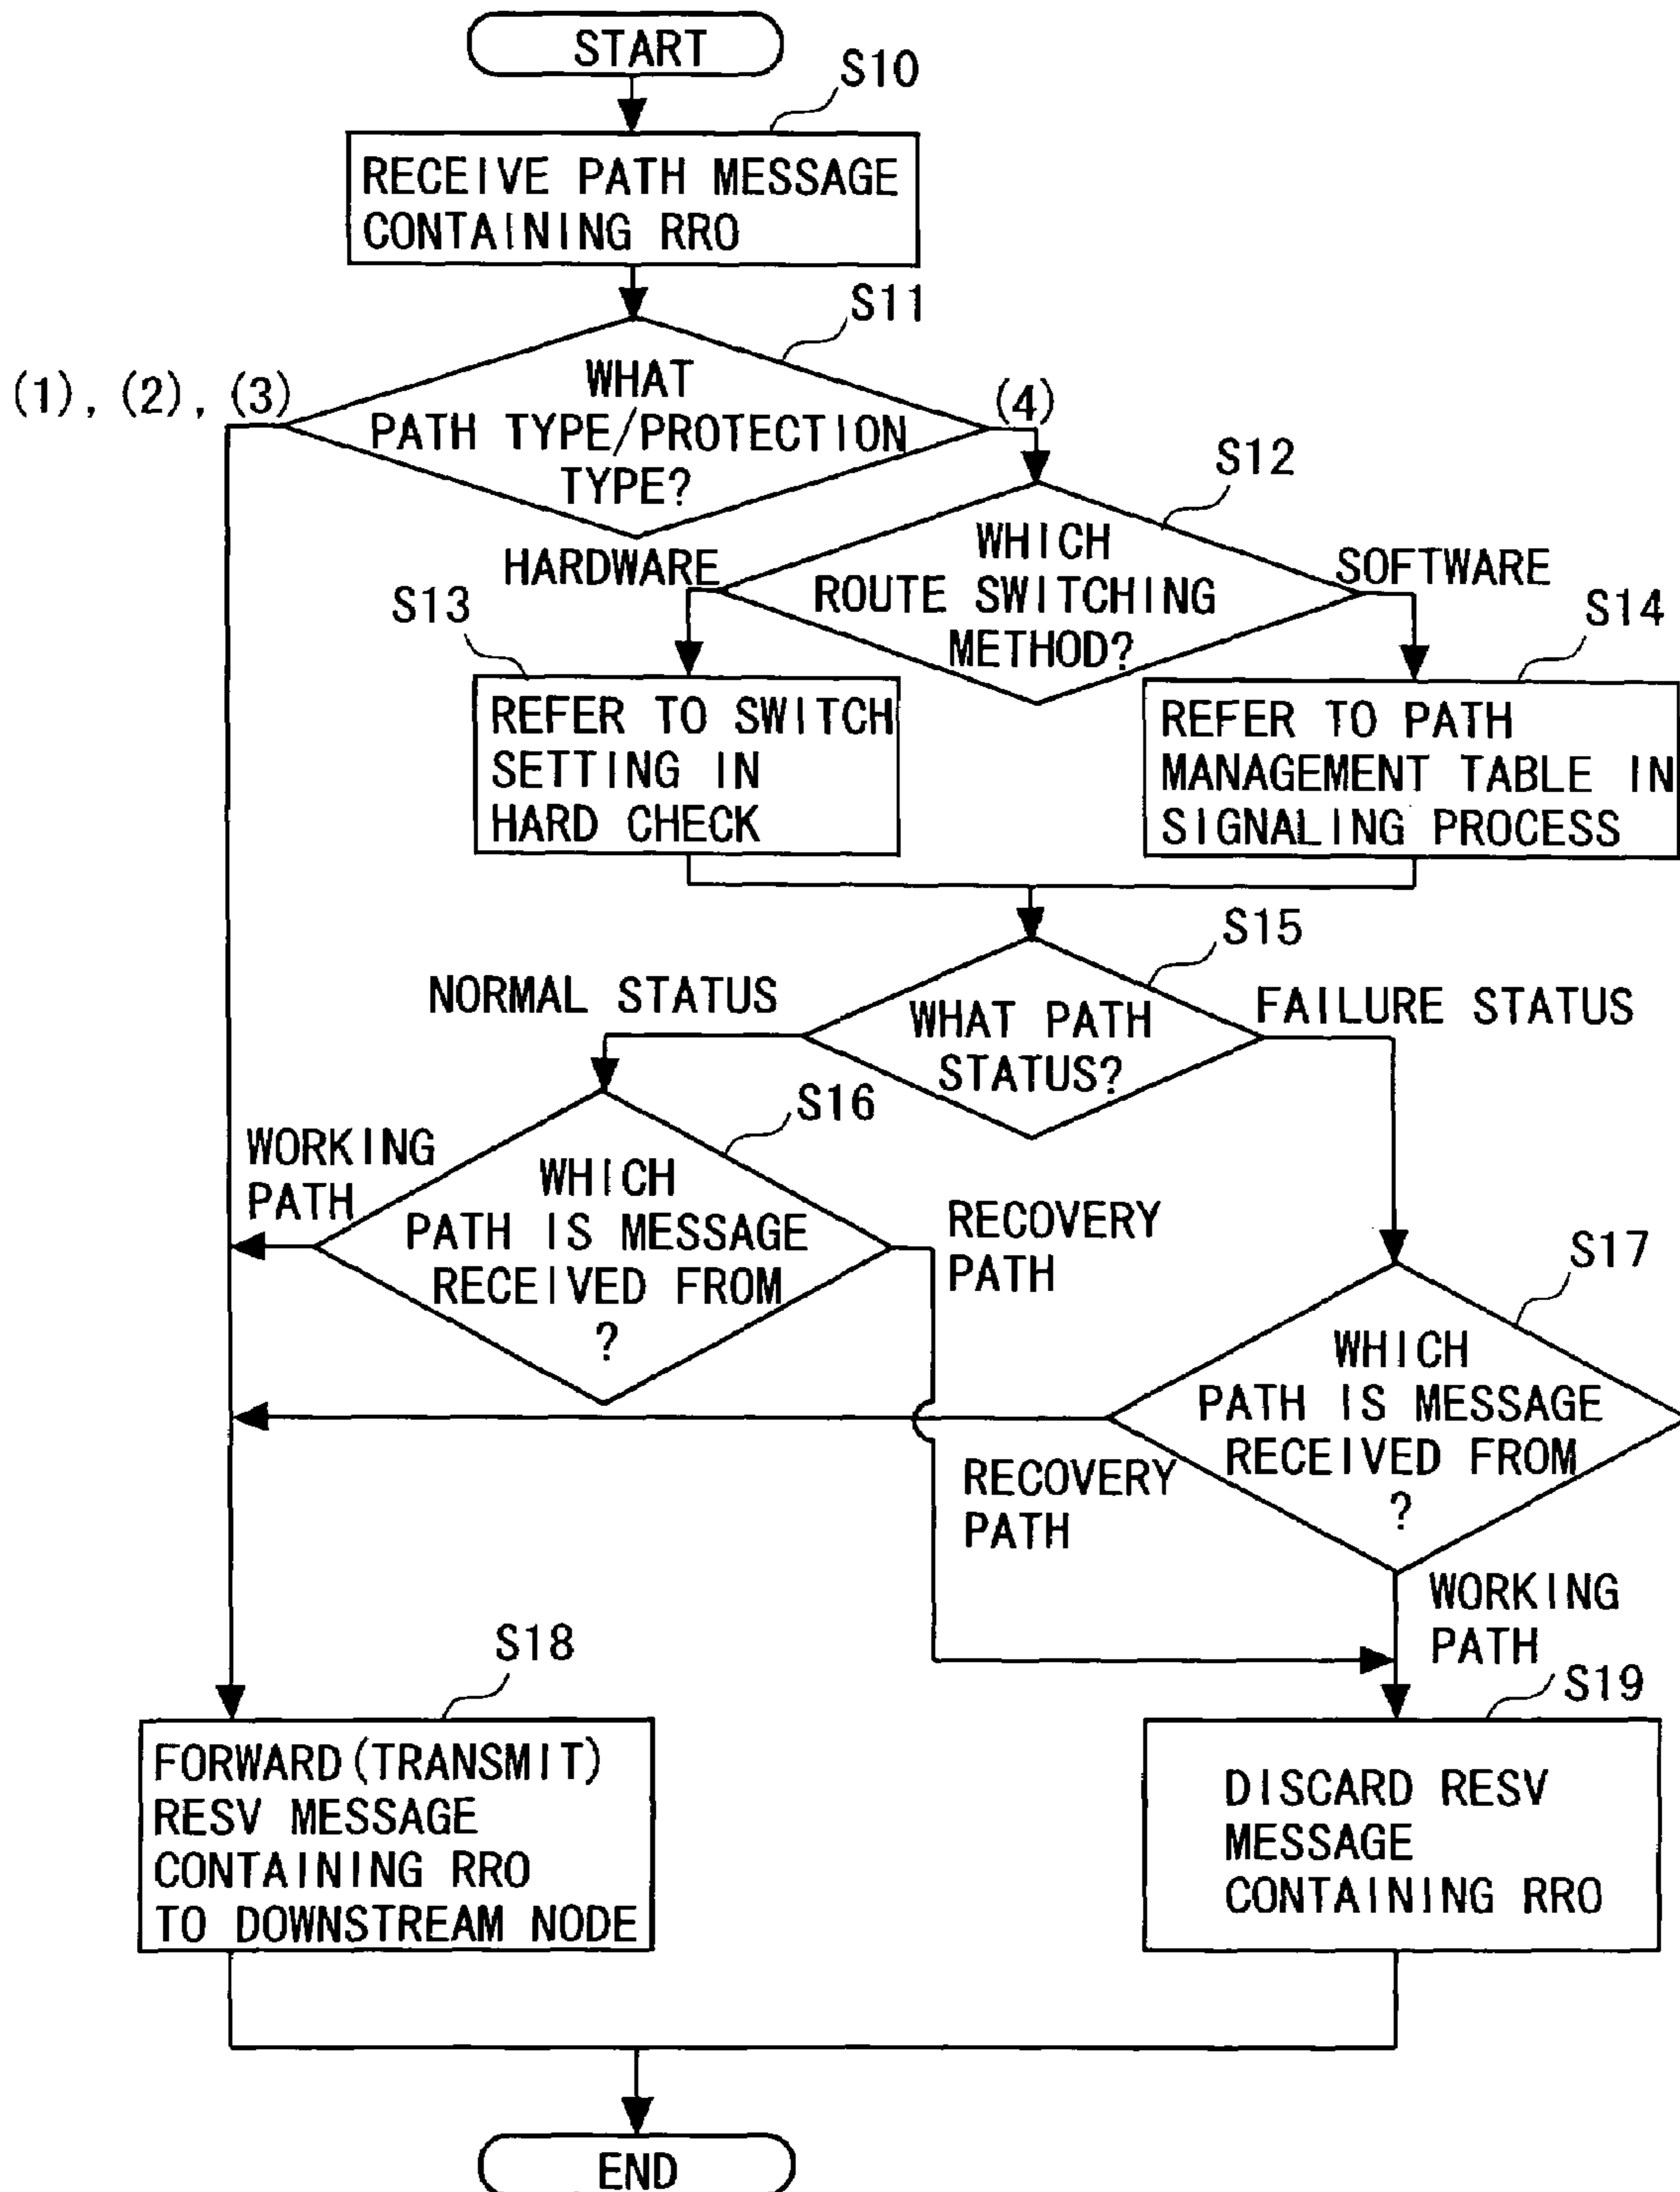 START
S10
RECEIVE PATH MESSAGE
CONTAINING RRO
S11
WHAT
PATH TYPE/PROTECTION
TYPE?
(1), (2), (3)
(4)
S12
WHICH
ROUTE SWITCHING
METHOD?
HARDWARE
SOFTWARE
S13
REFER TO SWITCH
SETTING IN
HARD CHECK
S14
REFER TO PATH
MANAGEMENT TABLE IN
SIGNALING PROCESS
S15
WHAT PATH
STATUS?
NORMAL STATUS
FAILURE STATUS
S16
WHICH
PATH IS MESSAGE
RECEIVED FROM
?
WORKING
PATH
RECOVERY
PATH
S17
WHICH
PATH IS MESSAGE
RECEIVED FROM
?
RECOVERY
PATH
WORKING
PATH
S18
FORWARD(TRANSMIT)
RESV MESSAGE
CONTAINING RRO
TO DOWNSTREAM NODE
S19
DISCARD RESV
MESSAGE
CONTAINING RRO
END